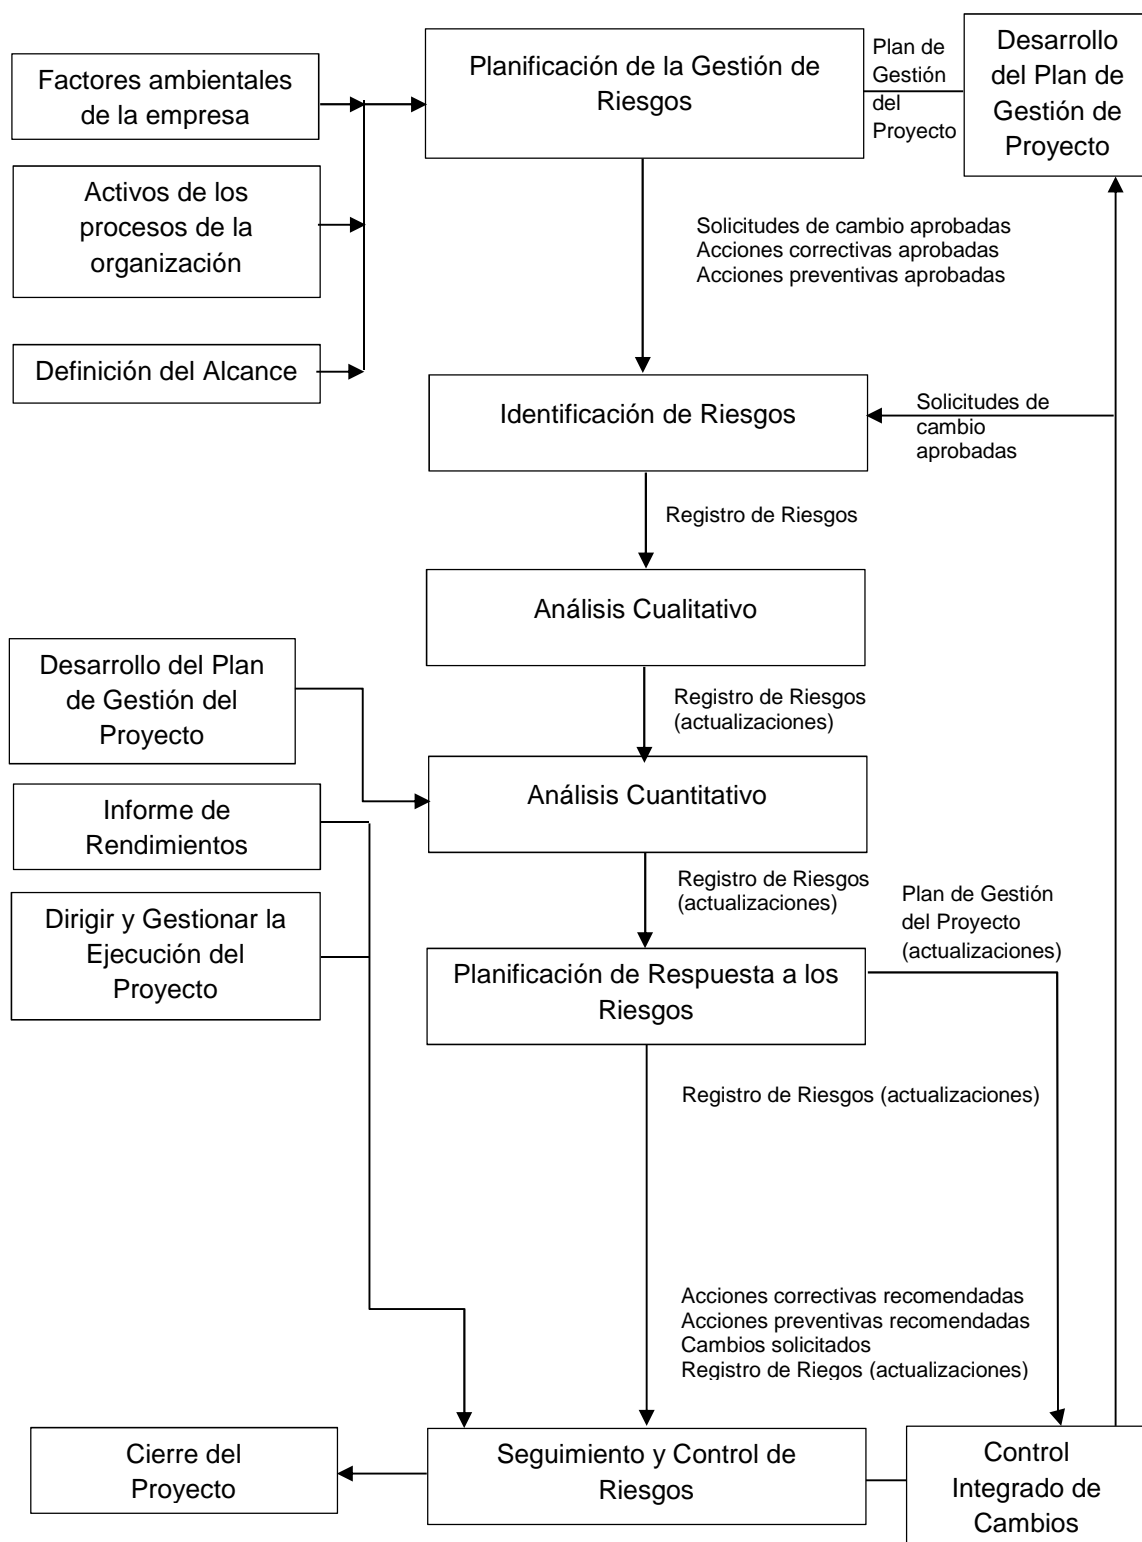 Factores ambientales
de la empresa
Activos de los
procesos de la
organización
Definición del Alcance
Planificación de la Gestión de
Riesgos
Plan de
Gestión
del
Proyecto
Desarrollo
del Plan de
Gestión de
Proyecto
Solicitudes de cambio aprobadas
Acciones correctivas aprobadas
Acciones preventivas aprobadas
Identificación de Riesgos
Solicitudes de
cambio
aprobadas
Registro de Riesgos
Análisis Cualitativo
Desarrollo del Plan
de Gestión del
Proyecto
Registro de Riesgos
(actualizaciones)
Análisis Cuantitativo
Informe de
Rendimientos
Dirigir y Gestionar la
Ejecución del
Proyecto
Registro de Riesgos
(actualizaciones)
Plan de Gestión
del Proyecto
(actualizaciones)
Planificación de Respuesta a los
Riesgos
Registro de Riesgos (actualizaciones)
Acciones correctivas recomendadas
Acciones preventivas recomendadas
Cambios solicitados
Registro de Riegos (actualizaciones)
Cierre del
Proyecto
Seguimiento y Control de
Riesgos
Control
Integrado de
Cambios